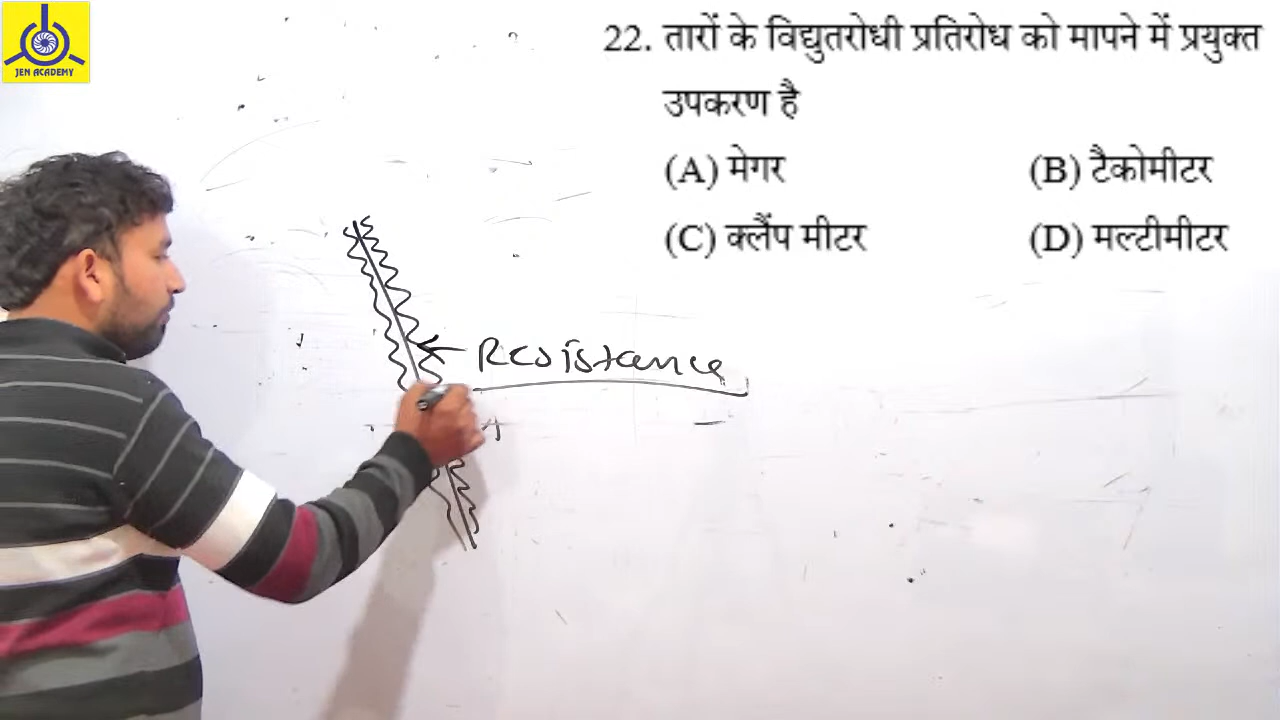 JEN ACADEMY
22. तारों के विद्युतरोधी प्रतिरोध को मापने में प्रयुक्त
उपकरण है
(A) मेगर
(B) टैकोमीटर
(C) क्लैंप मीटर
(D) मल्टीमीटर
Resistance